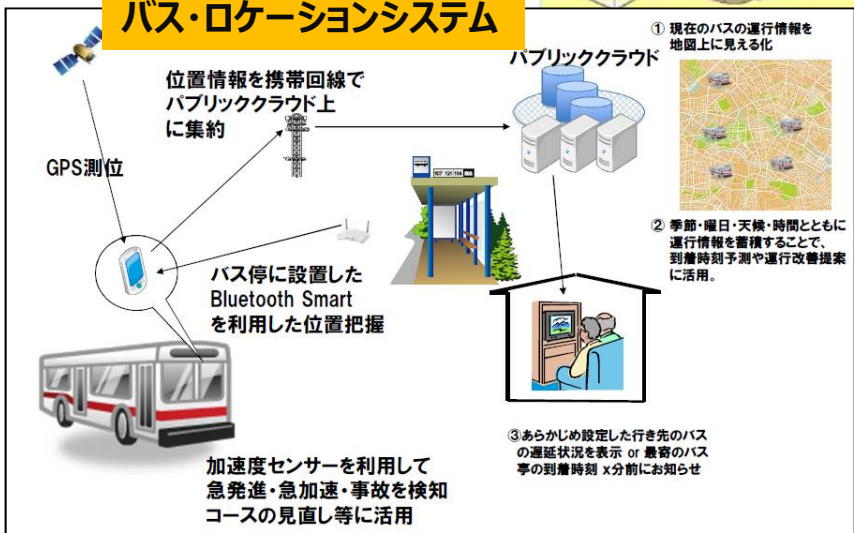 バス・ロケーションシステム
位置情報を携帯回線で
パブリッククラウド上
に集約
パブリッククラウド
GPS測位
① 現在のバスの運行情報を
地図上に見える化
バス停に設置した
Bluetooth Smart
を利用した位置把握
② 季節・曜日・天候・時間とともに
運行情報を蓄積することで、
到着時刻予測や運行改善提案
に活用。
③あらかじめ設定した行き先のバス
の遅延状況を表示 or 最寄のバス
亭の到着時刻 x分前にお知らせ
加速度センサーを利用して
急発進・急加速・事故を検知
コースの見直し等に活用